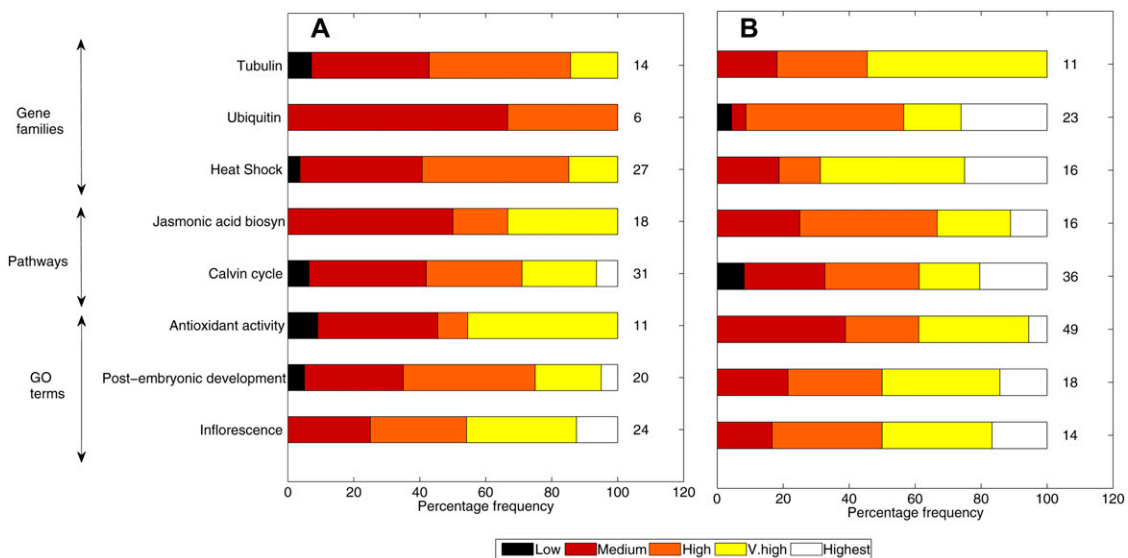 A
B
Gene
families
Pathways
GO
terms
Tubulin
Ubiquitin
Heat Shock
Jasmonic acid biosyn
Calvin cycle
Antioxidant activity
Post-embryonic development
Inflorescence
14
6
27
18
31
11
20
24
11
23
16
16
36
49
18
14
0 20 40 60 80 100 120
Percentage frequency
0 20 40 60 80 100 120
Percentage frequency
Low Medium High V.high Highest